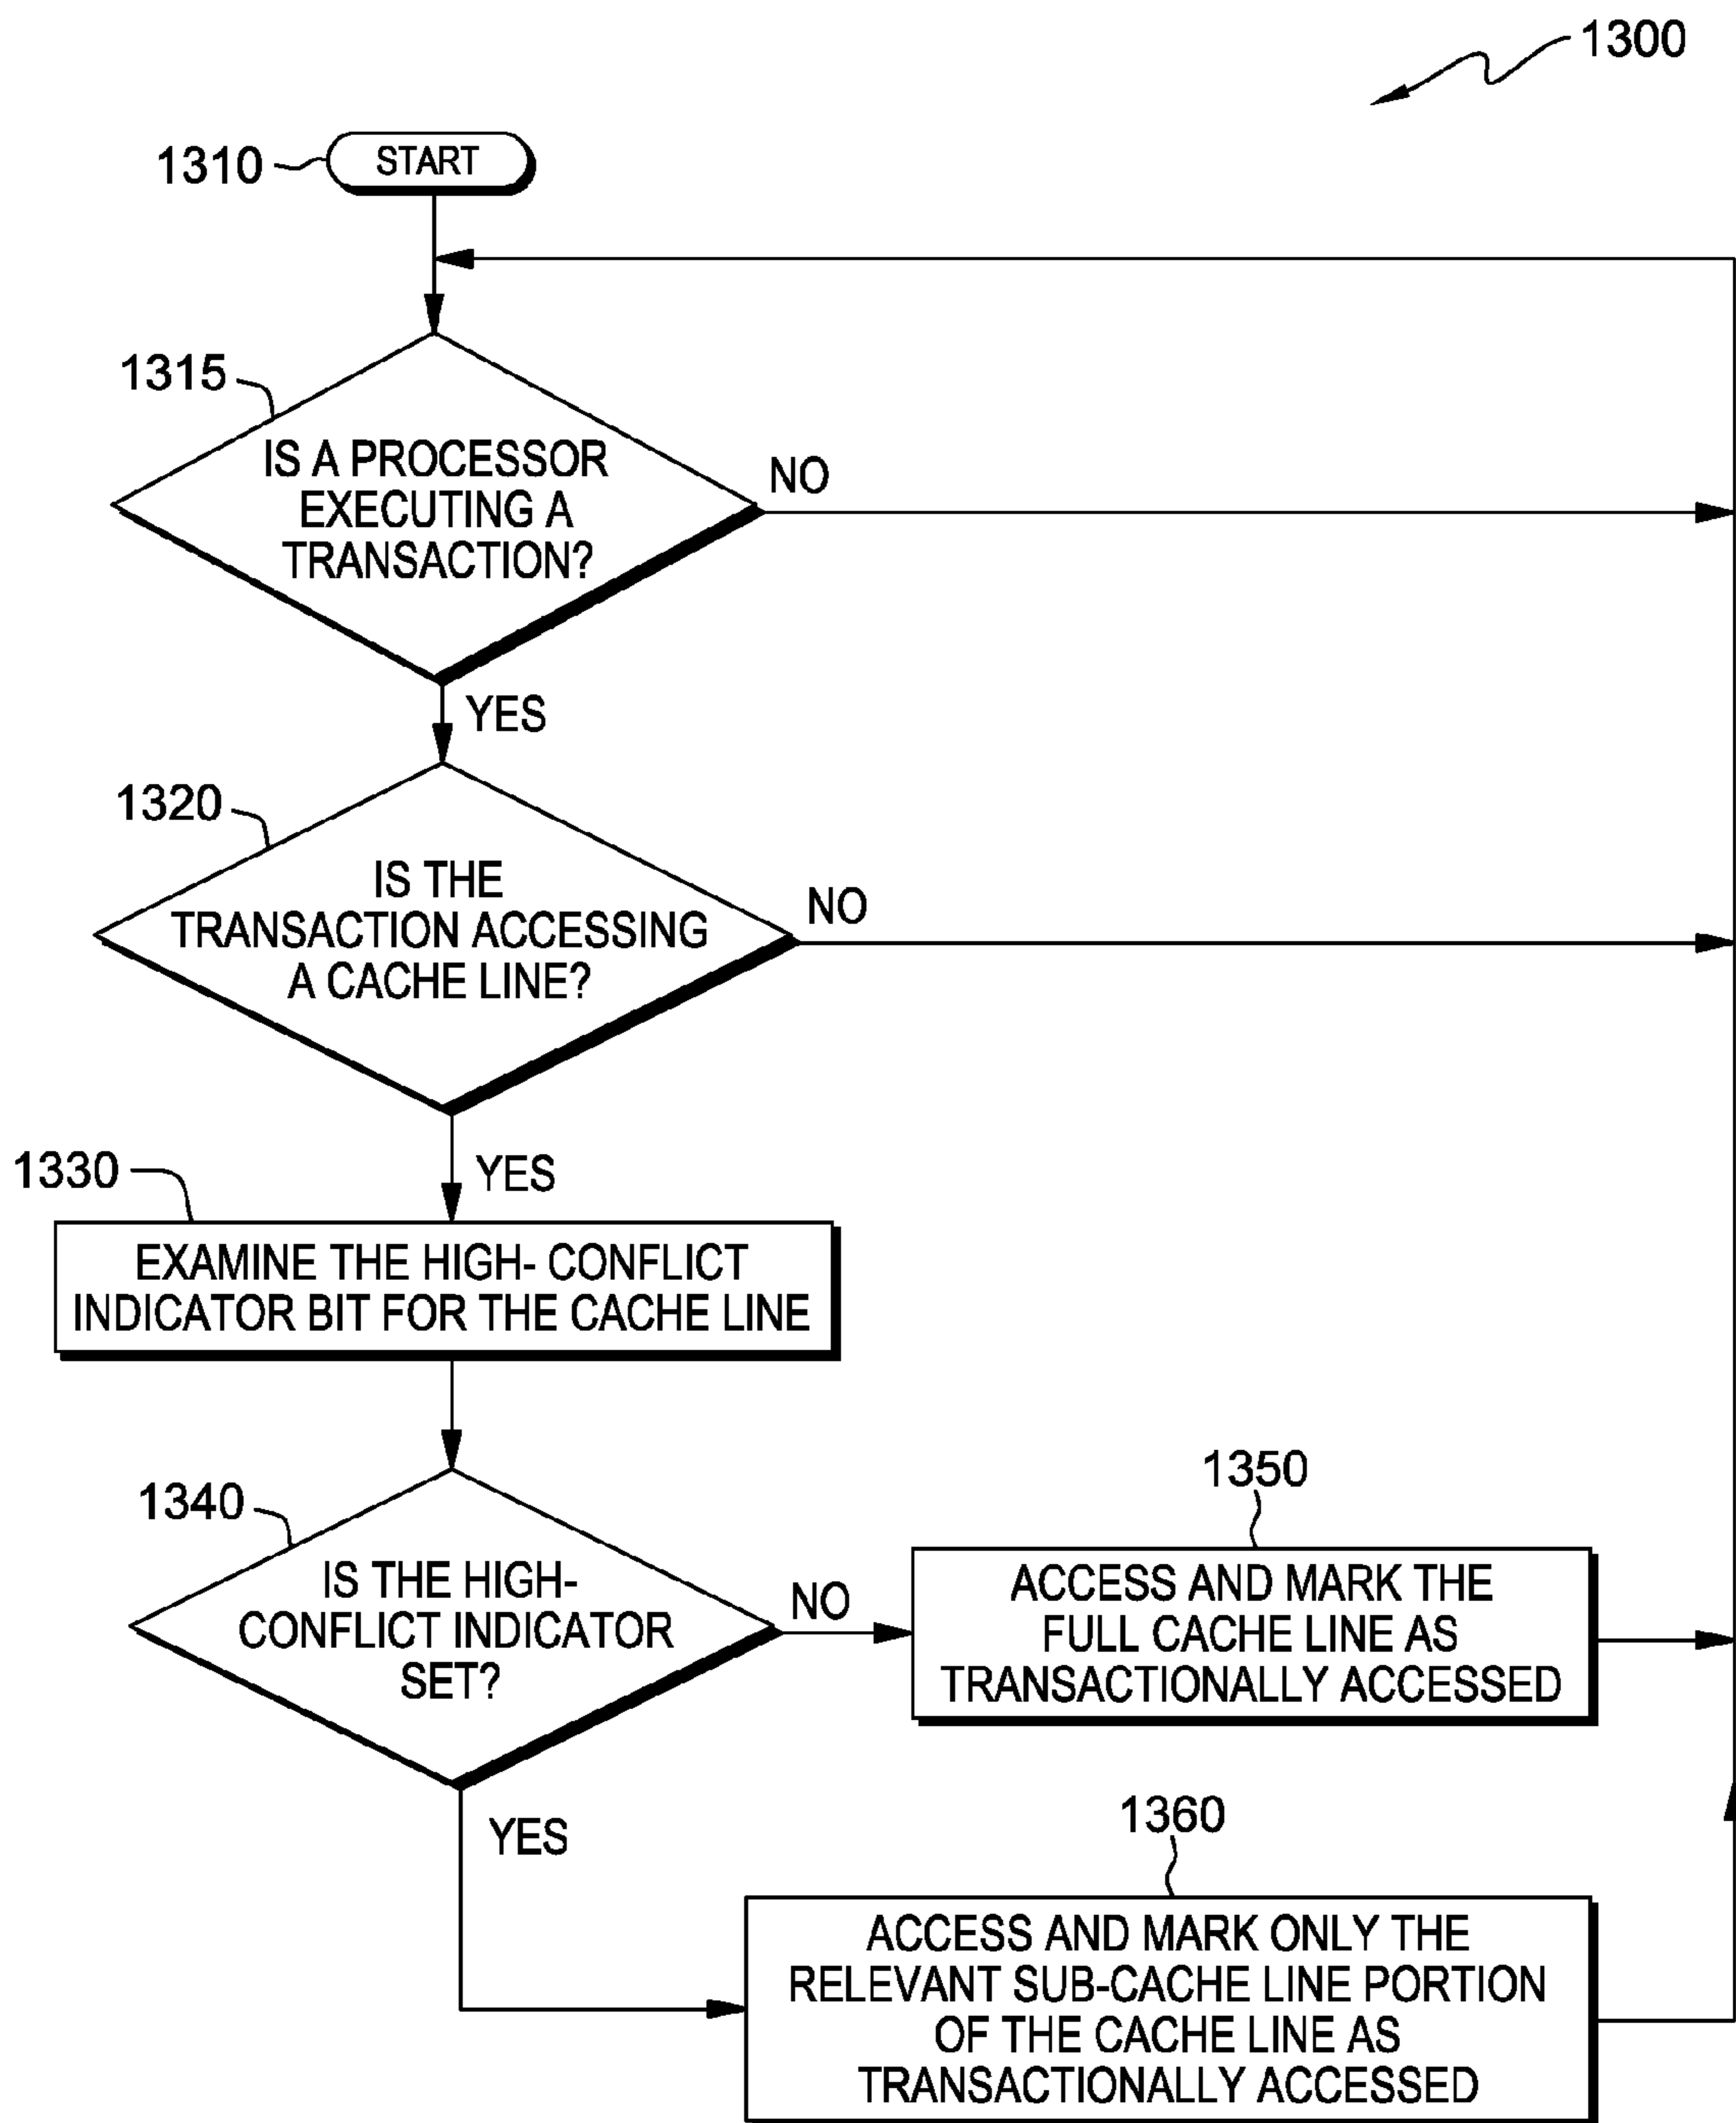 1300
1310
START
1315
IS A PROCESSOR
EXECUTING A
TRANSACTION?
NO
YES
1320
IS THE
TRANSACTION ACCESSING
A CACHE LINE?
NO
YES
1330
EXAMINE THE HIGH- CONFLICT
INDICATOR BIT FOR THE CACHE LINE
1340
IS THE HIGH-
CONFLICT INDICATOR
SET?
NO
1350
ACCESS AND MARK THE
FULL CACHE LINE AS
TRANSACTIONALLY ACCESSED
YES
1360
ACCESS AND MARK ONLY THE
RELEVANT SUB-CACHE LINE PORTION
OF THE CACHE LINE AS
TRANSACTIONALLY ACCESSED